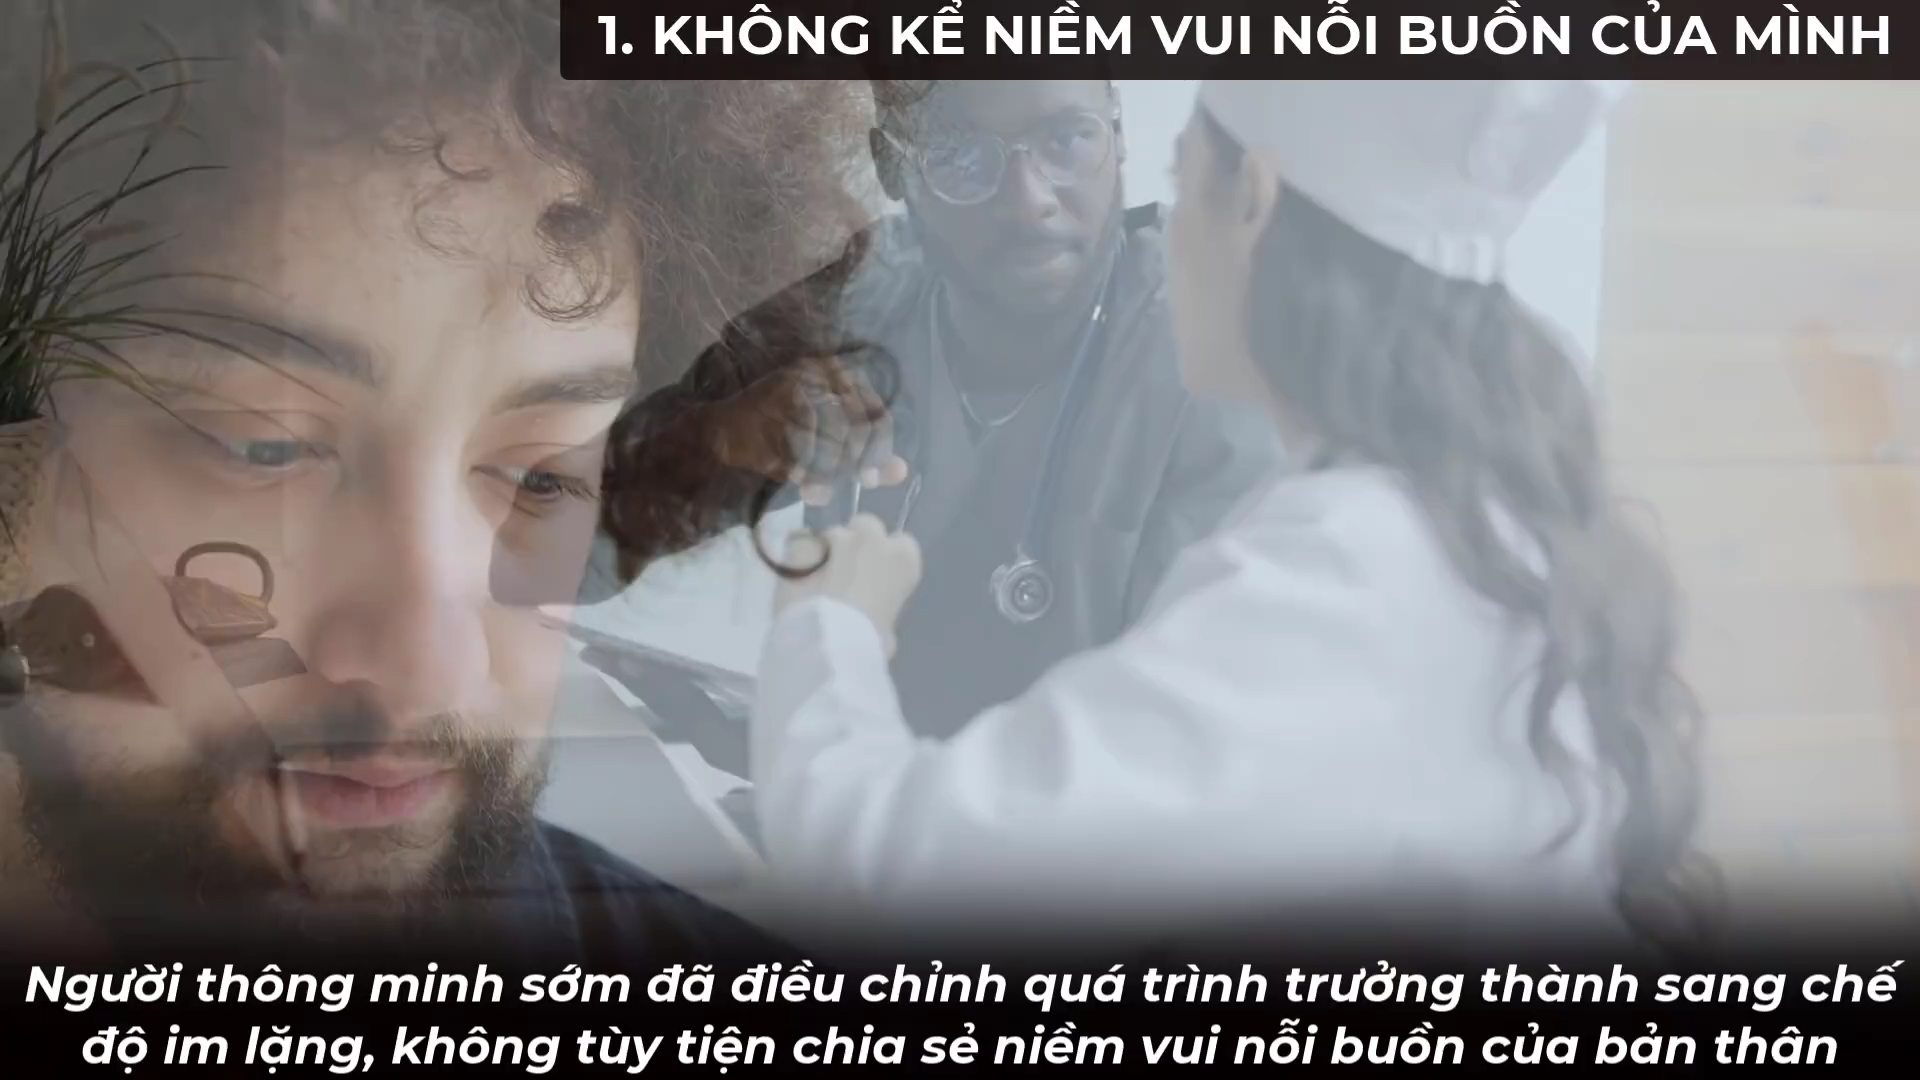 1. KHÔNG KỂ NIỀM VUI NỖI BUỒN CỦA MÌNH
Người thông minh sớm đã điều chỉnh quá trình trưởng thành sang chế
độ im lặng, không tùy tiện chia sẻ niềm vui nỗi buồn của bản thân